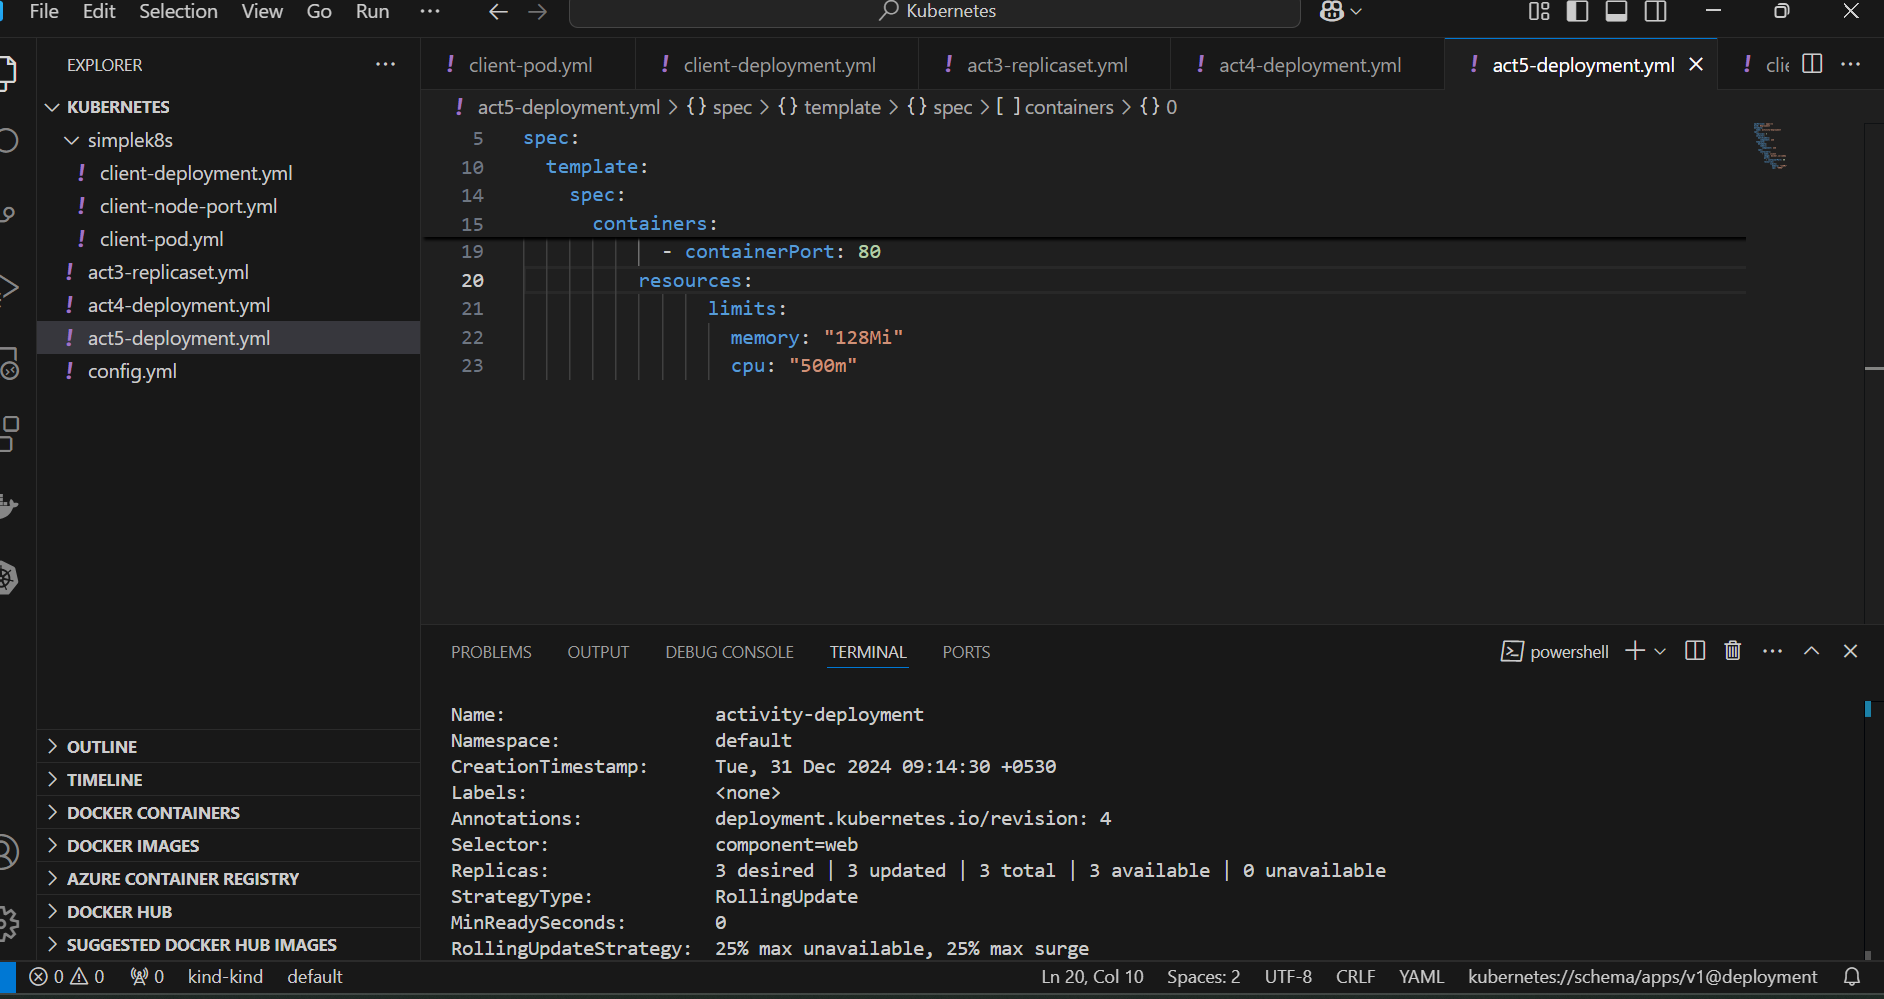 File Edit Selection View Go Run ··· Kubernetes
EXPLORER ···
KUBERNETES
simplek8s
! client-deployment.yml
! client-node-port.yml
! client-pod.yml
! act3-replicaset.yml
! act4-deployment.yml
! act5-deployment.yml
! config.yml
OUTLINE
TIMELINE
DOCKER CONTAINERS
DOCKER IMAGES
AZURE CONTAINER REGISTRY
DOCKER HUB
SUGGESTED DOCKER HUB IMAGES
! client-pod.yml ! client-deployment.yml ! act3-replicaset.yml ! act4-deployment.yml ! act5-deployment.yml ! clie ···
! act5-deployment.yml > {} spec > {} template > {} spec > [ ] containers > {} 0
5 spec:
10 template:
14 spec:
15 containers:
19 - containerPort: 80
20 resources:
21 limits:
22 memory: "128Mi"
23 cpu: "500m"
PROBLEMS OUTPUT DEBUG CONSOLE TERMINAL PORTS powershell ···
Name: activity-deployment
Namespace: default
CreationTimestamp: Tue, 31 Dec 2024 09:14:30 +0530
Labels: <none>
Annotations: deployment.kubernetes.io/revision: 4
Selector: component=web
Replicas: 3 desired | 3 updated | 3 total | 3 available | 0 unavailable
StrategyType: RollingUpdate
MinReadySeconds: 0
RollingUpdateStrategy: 25% max unavailable, 25% max surge
0 0 0 kind-kind default Ln 20, Col 10 Spaces: 2 UTF-8 CRLF YAML kubernetes://schema/apps/v1@deployment